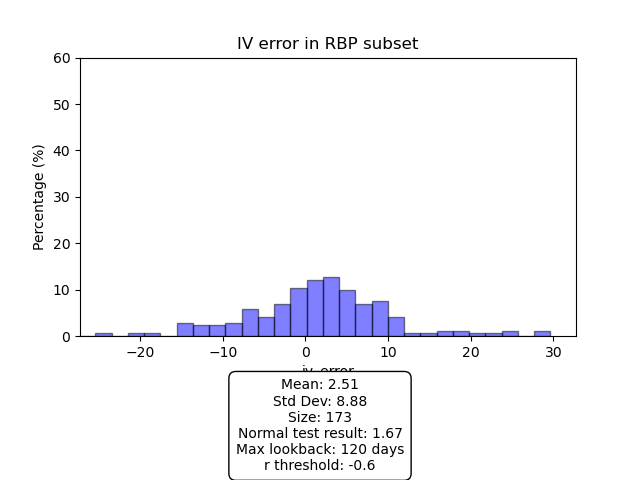 IV error in RBP subset
60
50
40
30
20
10
0
Percentage (%)
−20
−10
0
10
20
30
iv_error
Mean: 2.51
Std Dev: 8.88
Size: 173
Normal test result: 1.67
Max lookback: 120 days
r threshold: -0.6